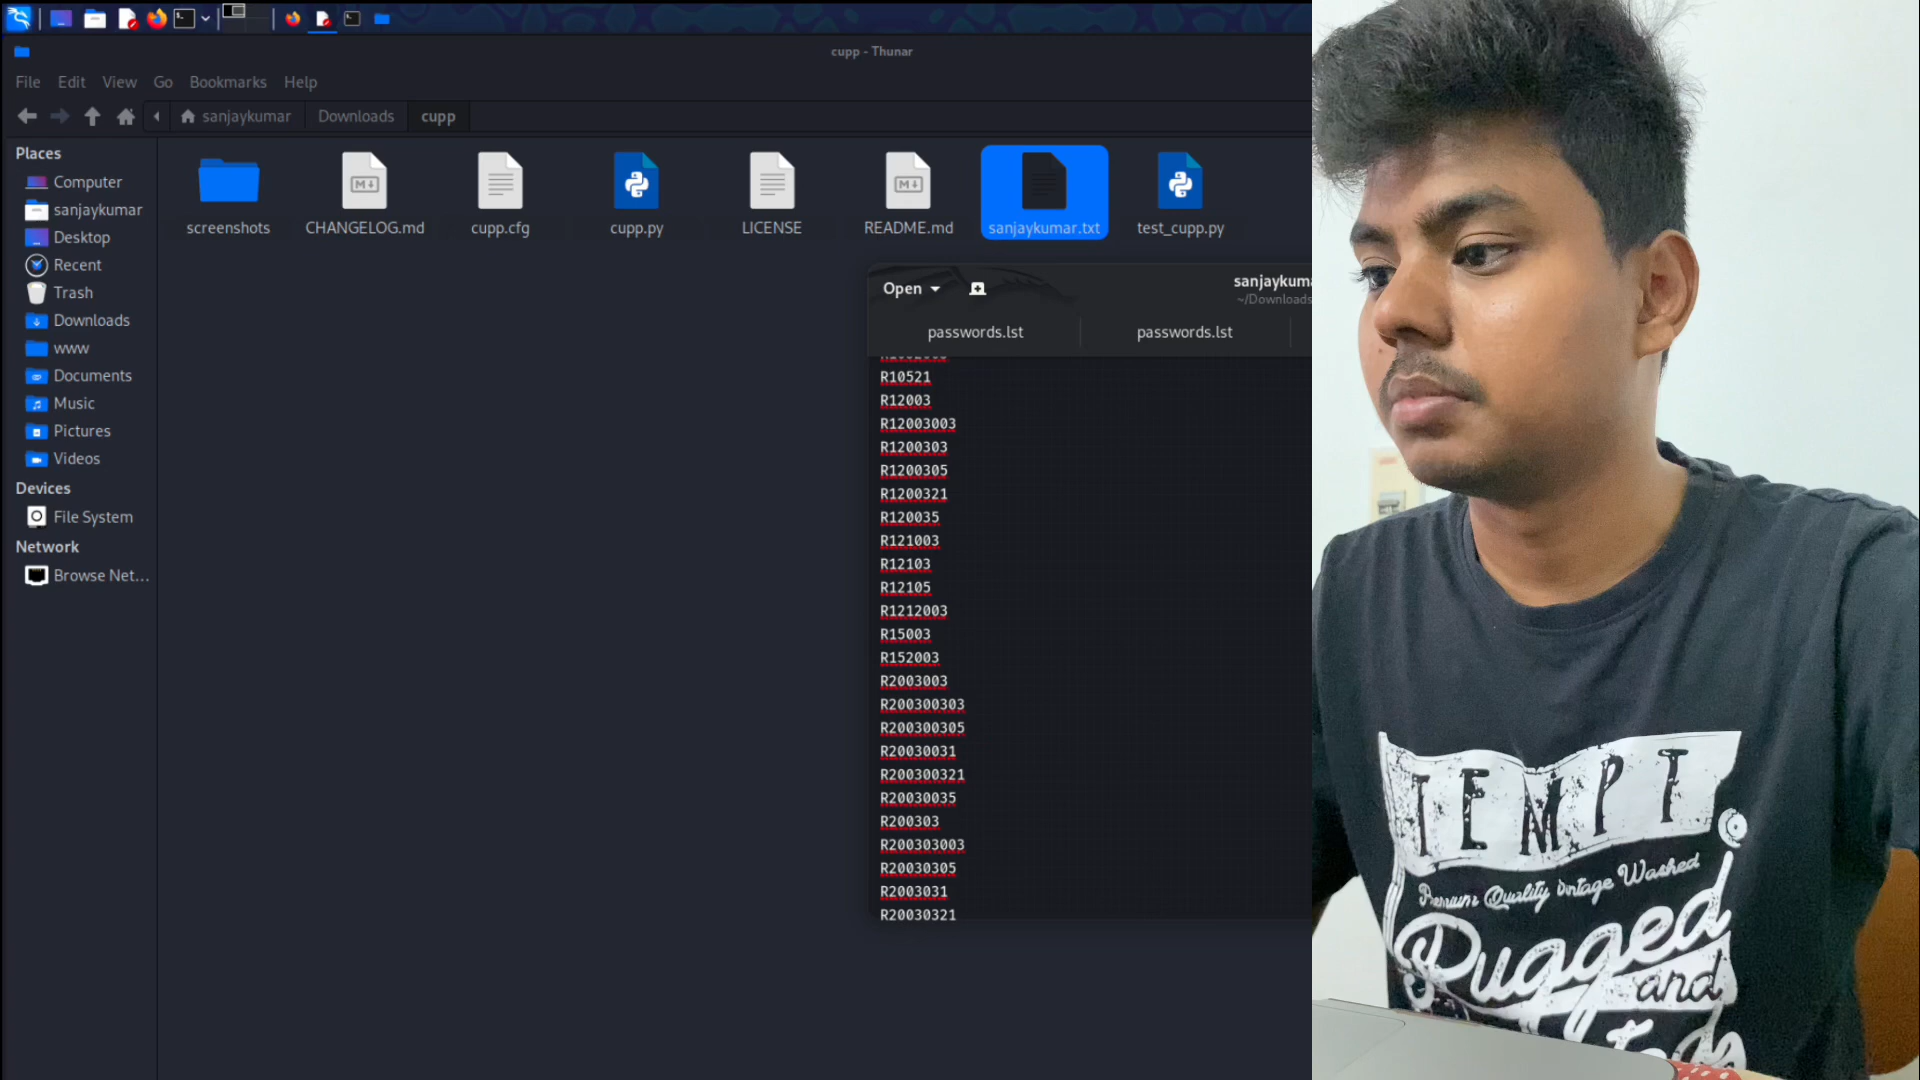 cupp - Thunar
File Edit View Go Bookmarks Help
sanjaykumar Downloads cupp
Places
Computer
sanjaykumar
Desktop
Recent
Trash
Downloads
www
Documents
Music
Pictures
Videos
Devices
File System
Network
Browse Net...
screenshots
CHANGELOG.md
cupp.cfg
cupp.py
LICENSE
README.md
sanjaykumar.txt
test_cupp.py
Open
sanjaykuma
~/Downloads
passwords.lst passwords.lst
R10521
R12003
R12003003
R1200303
R1200305
R1200321
R120035
R121003
R12103
R12105
R1212003
R15003
R152003
R2003003
R200300303
R200300305
R20030031
R200300321
R20030035
R200303
R200303003
R20030305
R2003031
R20030321
TEMPT
Premium Quality Vintage Washed
Rugged
and